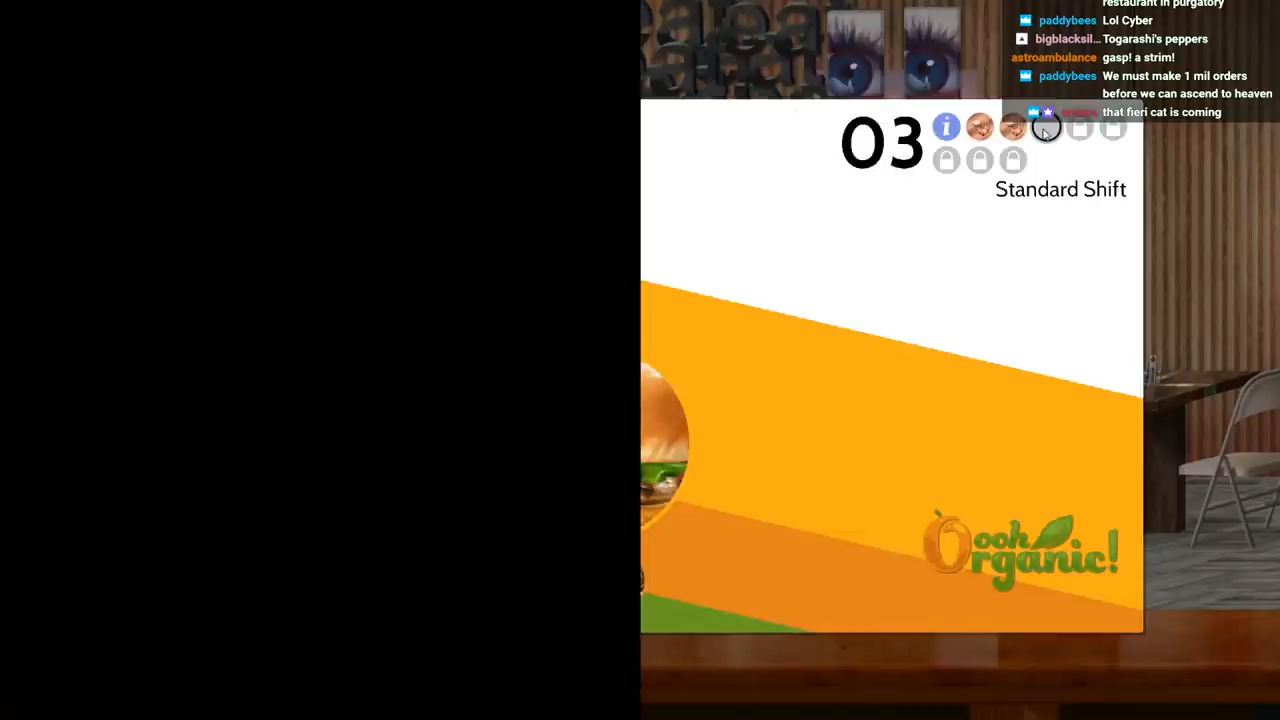 restaurant in purgatory
paddybees Lol Cyber
bigblacksil... Togarashi's peppers
astroambulance gasp! a strim!
paddybees We must make 1 mil orders
before we can ascend to heaven
that fieri cat is coming
03
i
Standard Shift
Oooh
Organic!